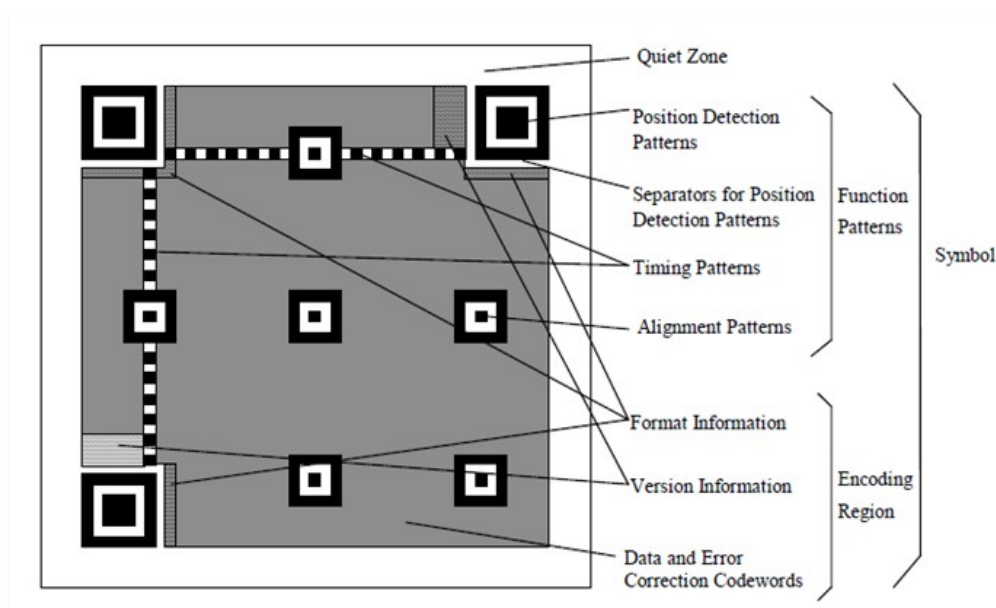 Quiet Zone
Position Detection
Patterns
Separators for Position
Detection Patterns
Function
Patterns
Symbol
Timing Patterns
Alignment Patterns
Format Information
Version Information
Encoding
Region
Data and Error
Correction Codewords